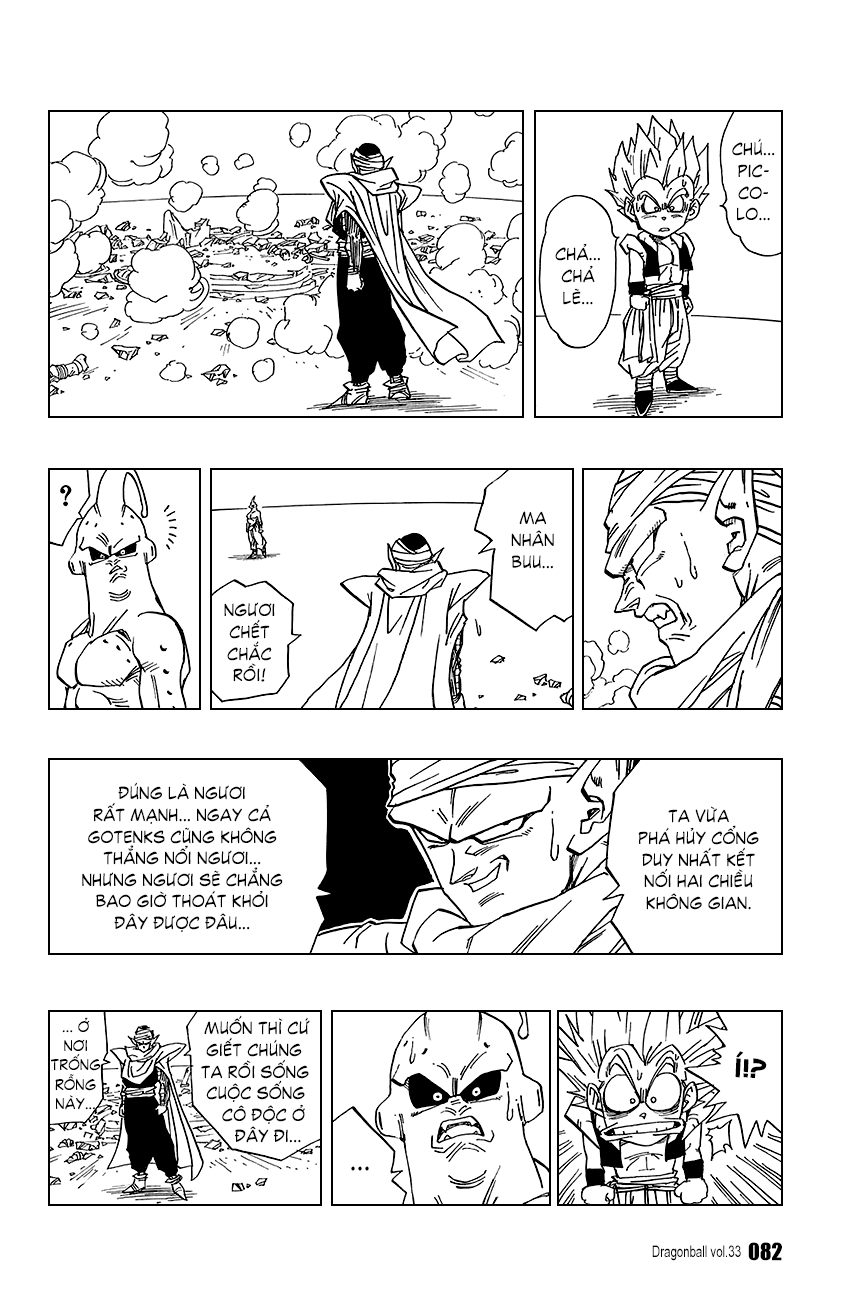 CHÚ...
PIC-
CO-
LO...
CHẢ...
CHẢ
LẼ...
MA
NHÂN
BUU...
NGƯƠI
CHẾT
CHẮC
RỒI!
?
TA VỪA
PHÁ HỦY CỔNG
DUY NHẤT KẾT
NỐI HAI CHIỀU
KHÔNG GIAN.
ĐÚNG LÀ NGƯƠI
RẤT MẠNH... NGAY CẢ
GOTENKS CŨNG KHÔNG
THẮNG NỔI NGƯƠI...
NHƯNG NGƯƠI SẼ CHẲNG
BAO GIỜ THOÁT KHỎI
ĐÂY ĐƯỢC ĐÂU...
Í!?
...
MUỐN THÌ CỨ
GIẾT CHÚNG
TA RỒI SỐNG
CUỘC SỐNG
CÔ ĐỘC Ở
ĐÂY ĐI...
... Ở
NƠI
TRỐNG
RỖNG
NÀY...
Dragonball vol.33 082